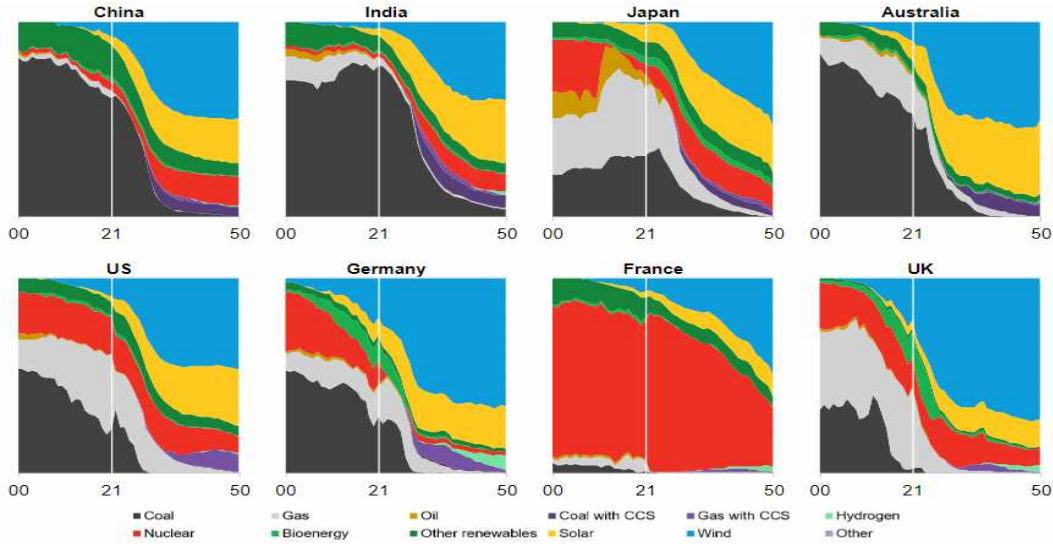 China India Japan Australia
00 21 50 00 21 50 00 21 50 00 21 50
US Germany France UK
00 21 50 00 21 50 00 21 50 00 21 50
Coal Gas Oil Coal with CCS Gas with CCS Hydrogen
Nuclear Bioenergy Other renewables Solar Wind Other